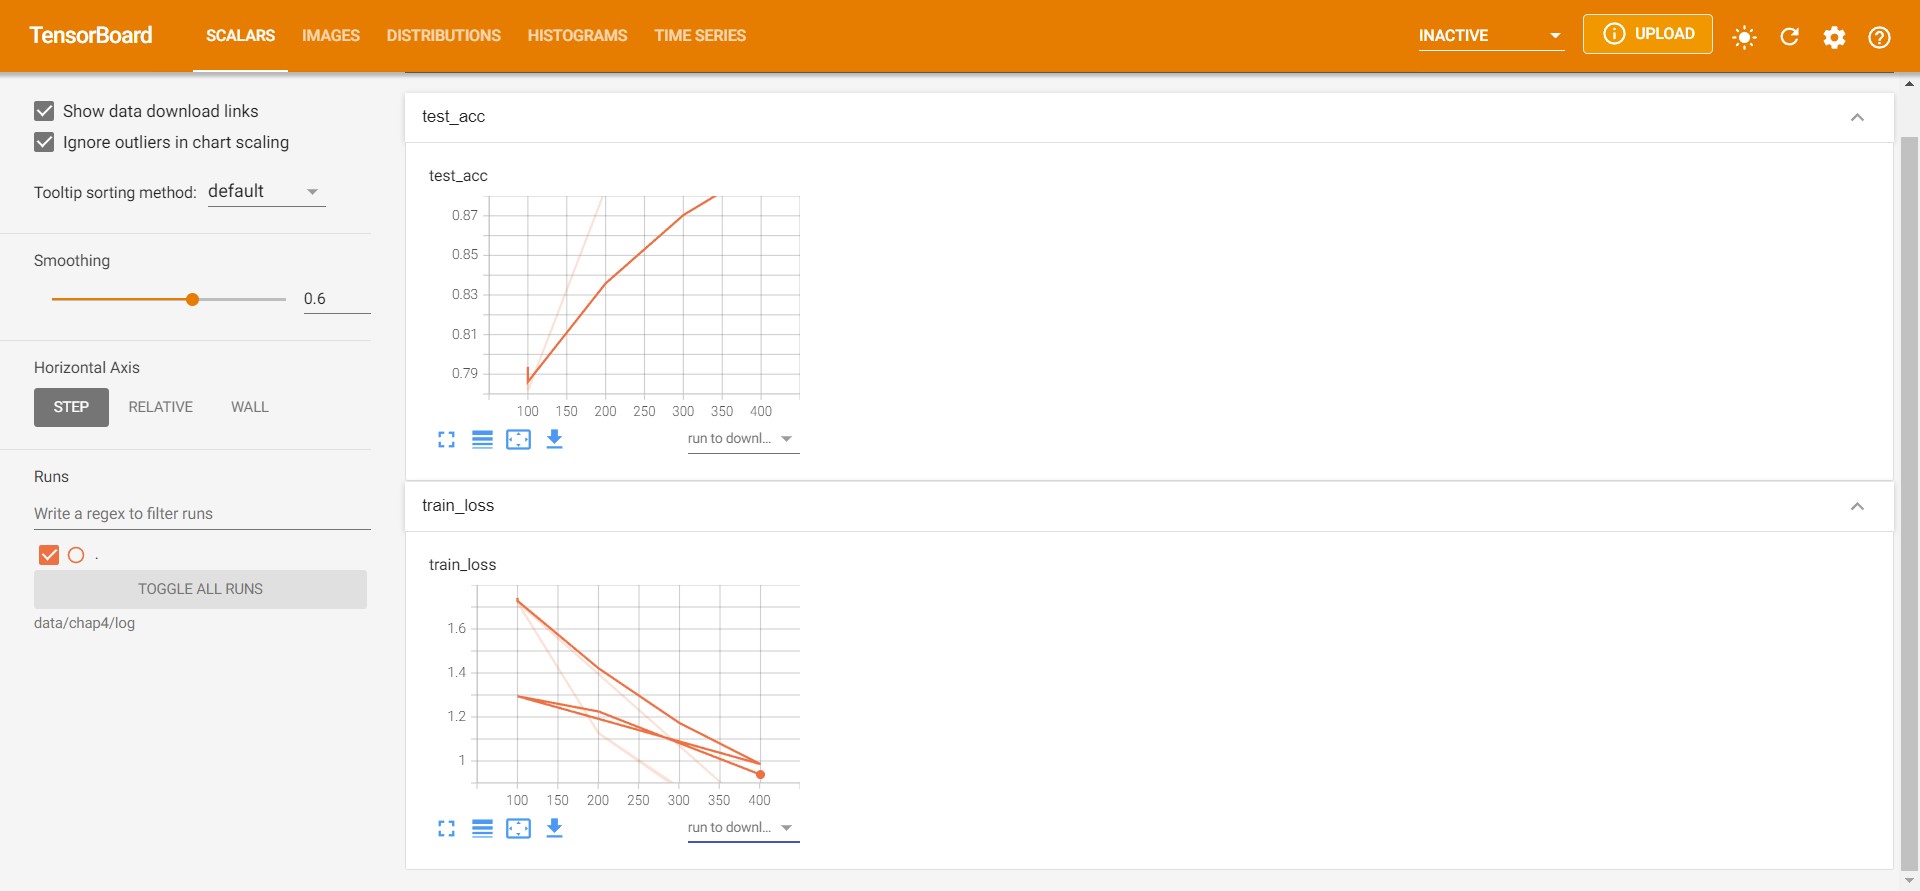 TensorBoard SCALARS IMAGES DISTRIBUTIONS HISTOGRAMS TIME SERIES INACTIVE UPLOAD
Show data download links
Ignore outliers in chart scaling
Tooltip sorting method: default
Smoothing
0.6
Horizontal Axis
STEP RELATIVE WALL
Runs
Write a regex to filter runs
.
TOGGLE ALL RUNS
data/chap4/log
test_acc
test_acc
0.87
0.85
0.83
0.81
0.79
100 150 200 250 300 350 400
run to downl...
train_loss
train_loss
1.6
1.4
1.2
1
100 150 200 250 300 350 400
run to downl...